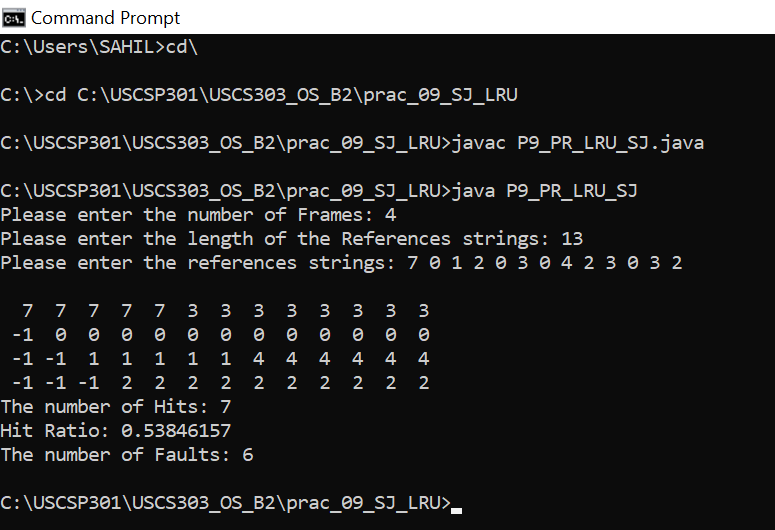 Command Prompt
C:\Users\SAHIL>cd\
C:\>cd C:\USCSP301\USCS303_OS_B2\prac_09_SJ_LRU
C:\USCSP301\USCS303_OS_B2\prac_09_SJ_LRU>javac P9_PR_LRU_SJ.java
C:\USCSP301\USCS303_OS_B2\prac_09_SJ_LRU>java P9_PR_LRU_SJ
Please enter the number of Frames: 4
Please enter the length of the References strings: 13
Please enter the references strings: 7 0 1 2 0 3 0 4 2 3 0 3 2
7 7 7 7 7 3 3 3 3 3 3 3 3
-1 0 0 0 0 0 0 0 0 0 0 0 0
-1 -1 1 1 1 1 1 4 4 4 4 4 4
-1 -1 -1 2 2 2 2 2 2 2 2 2 2
The number of Hits: 7
Hit Ratio: 0.53846157
The number of Faults: 6
C:\USCSP301\USCS303_OS_B2\prac_09_SJ_LRU>